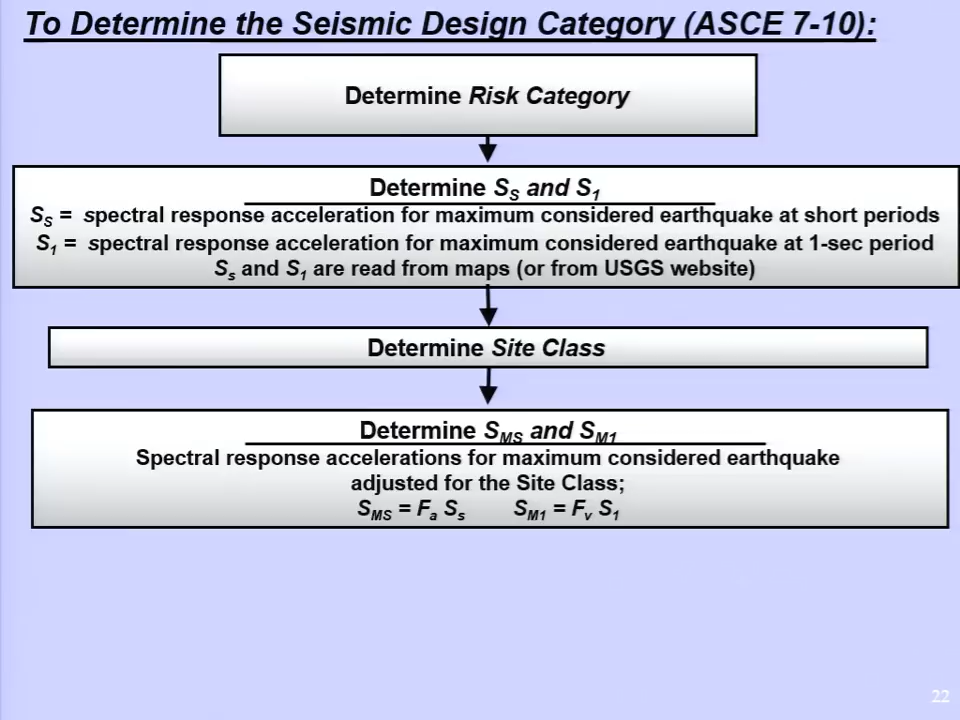 To Determine the Seismic Design Category (ASCE 7-10):
Determine Risk Category
Determine SS and S1
SS = spectral response acceleration for maximum considered earthquake at short periods
S1 = spectral response acceleration for maximum considered earthquake at 1-sec period
Ss and S1 are read from maps (or from USGS website)
Determine Site Class
Determine SMS and SM1
Spectral response accelerations for maximum considered earthquake
adjusted for the Site Class;
SMS = Fa Ss SM1 = Fv S1
22